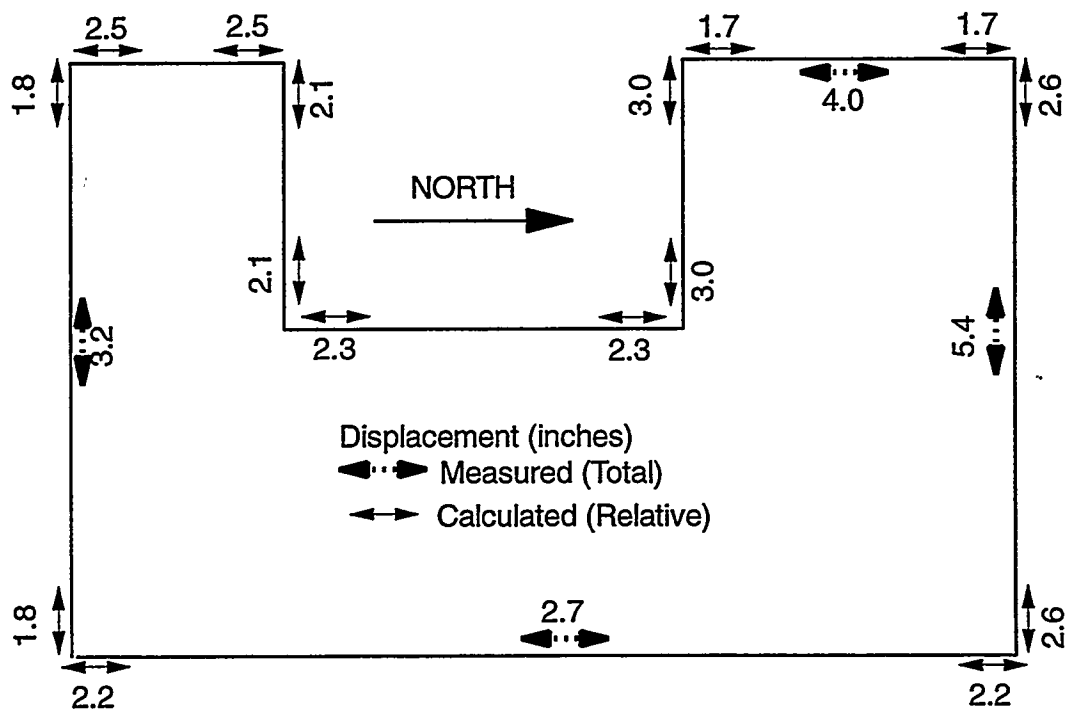 2.5 2.5 1.7 1.7
1.8 2.1 3.0 4.0 2.6
NORTH
2.1 3.0
3.2 2.3 2.3 5.4
Displacement (inches)
Measured (Total)
Calculated (Relative)
1.8 2.7 2.6
2.2 2.2